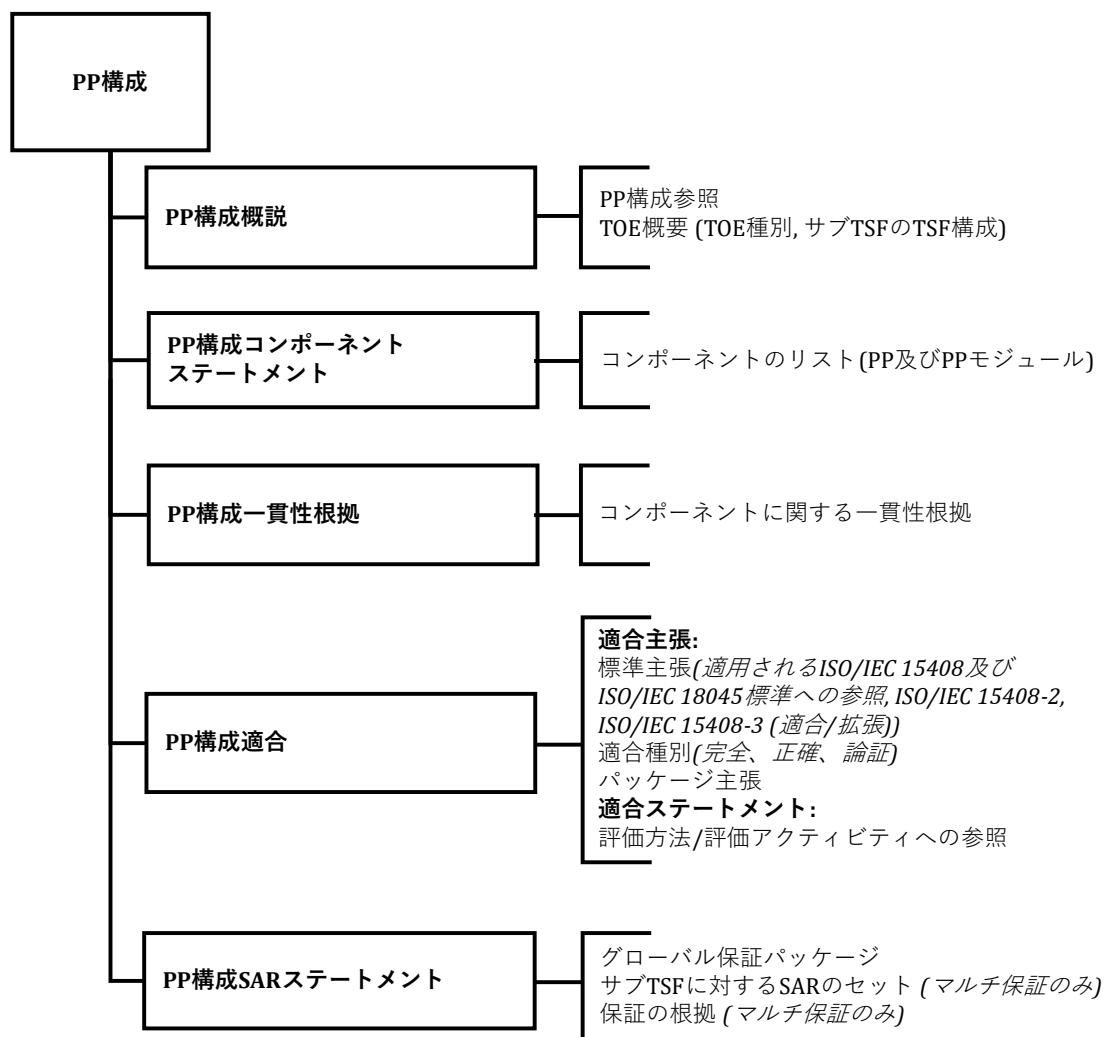 PP構成
PP構成概説
PP構成参照
TOE概要 (TOE種別, サブTSFのTSF構成)
PP構成コンポーネント
ステートメント
コンポーネントのリスト(PP及びPPモジュール)
PP構成一貫性根拠
コンポーネントに関する一貫性根拠
PP構成適合
適合主張:
標準主張(適用されるISO/IEC 15408及び
ISO/IEC 18045標準への参照, ISO/IEC 15408-2,
ISO/IEC 15408-3 (適合/拡張))
適合種別(完全、正確、論証)
パッケージ主張
適合ステートメント:
評価方法/評価アクティビティへの参照
PP構成SARステートメント
グローバル保証パッケージ
サブTSFに対するSARのセット (マルチ保証のみ)
保証の根拠 (マルチ保証のみ)